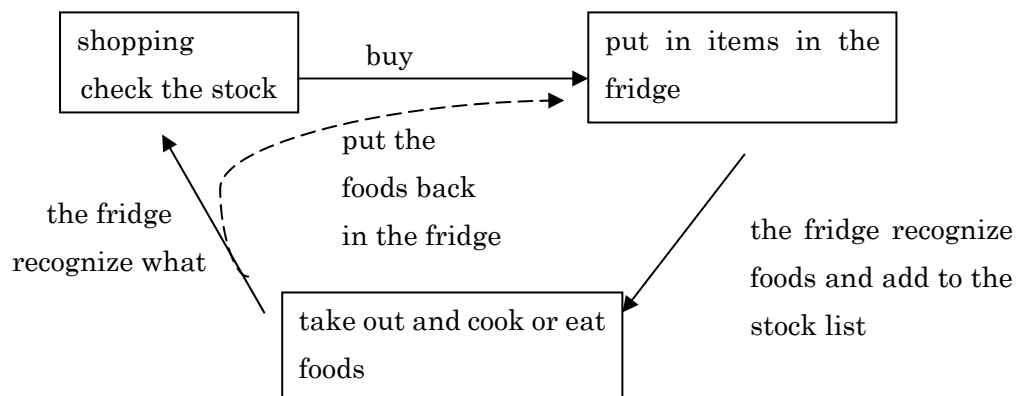 shopping
check the stock
buy
put in items in the
fridge
put the
foods back
in the fridge
the fridge
recognize what
the fridge recognize
foods and add to the
stock list
take out and cook or eat
foods